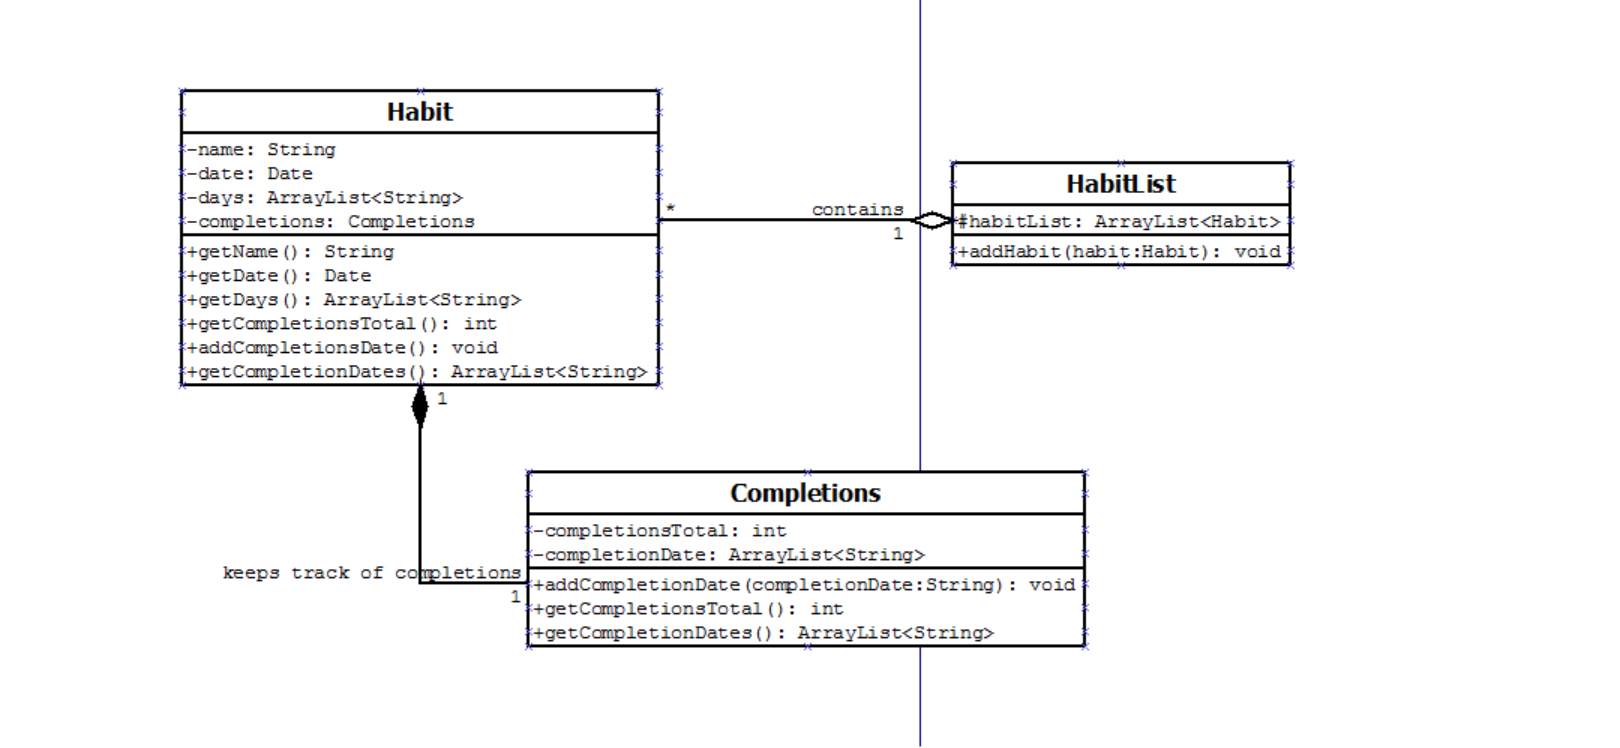 Habit
-name: String
-date: Date
-days: ArrayList<String>
-completions: Completions
+getName(): String
+getDate(): Date
+getDays(): ArrayList<String>
+getCompletionsTotal(): int
+addCompletionsDate(): void
+getCompletionDates(): ArrayList<String>
*
contains
1
HabitList
#habitList: ArrayList<Habit>
+addHabit(habit:Habit): void
1
keeps track of completions
1
Completions
-completionsTotal: int
-completionDate: ArrayList<String>
+addCompletionDate(completionDate:String): void
+getCompletionsTotal(): int
+getCompletionDates(): ArrayList<String>